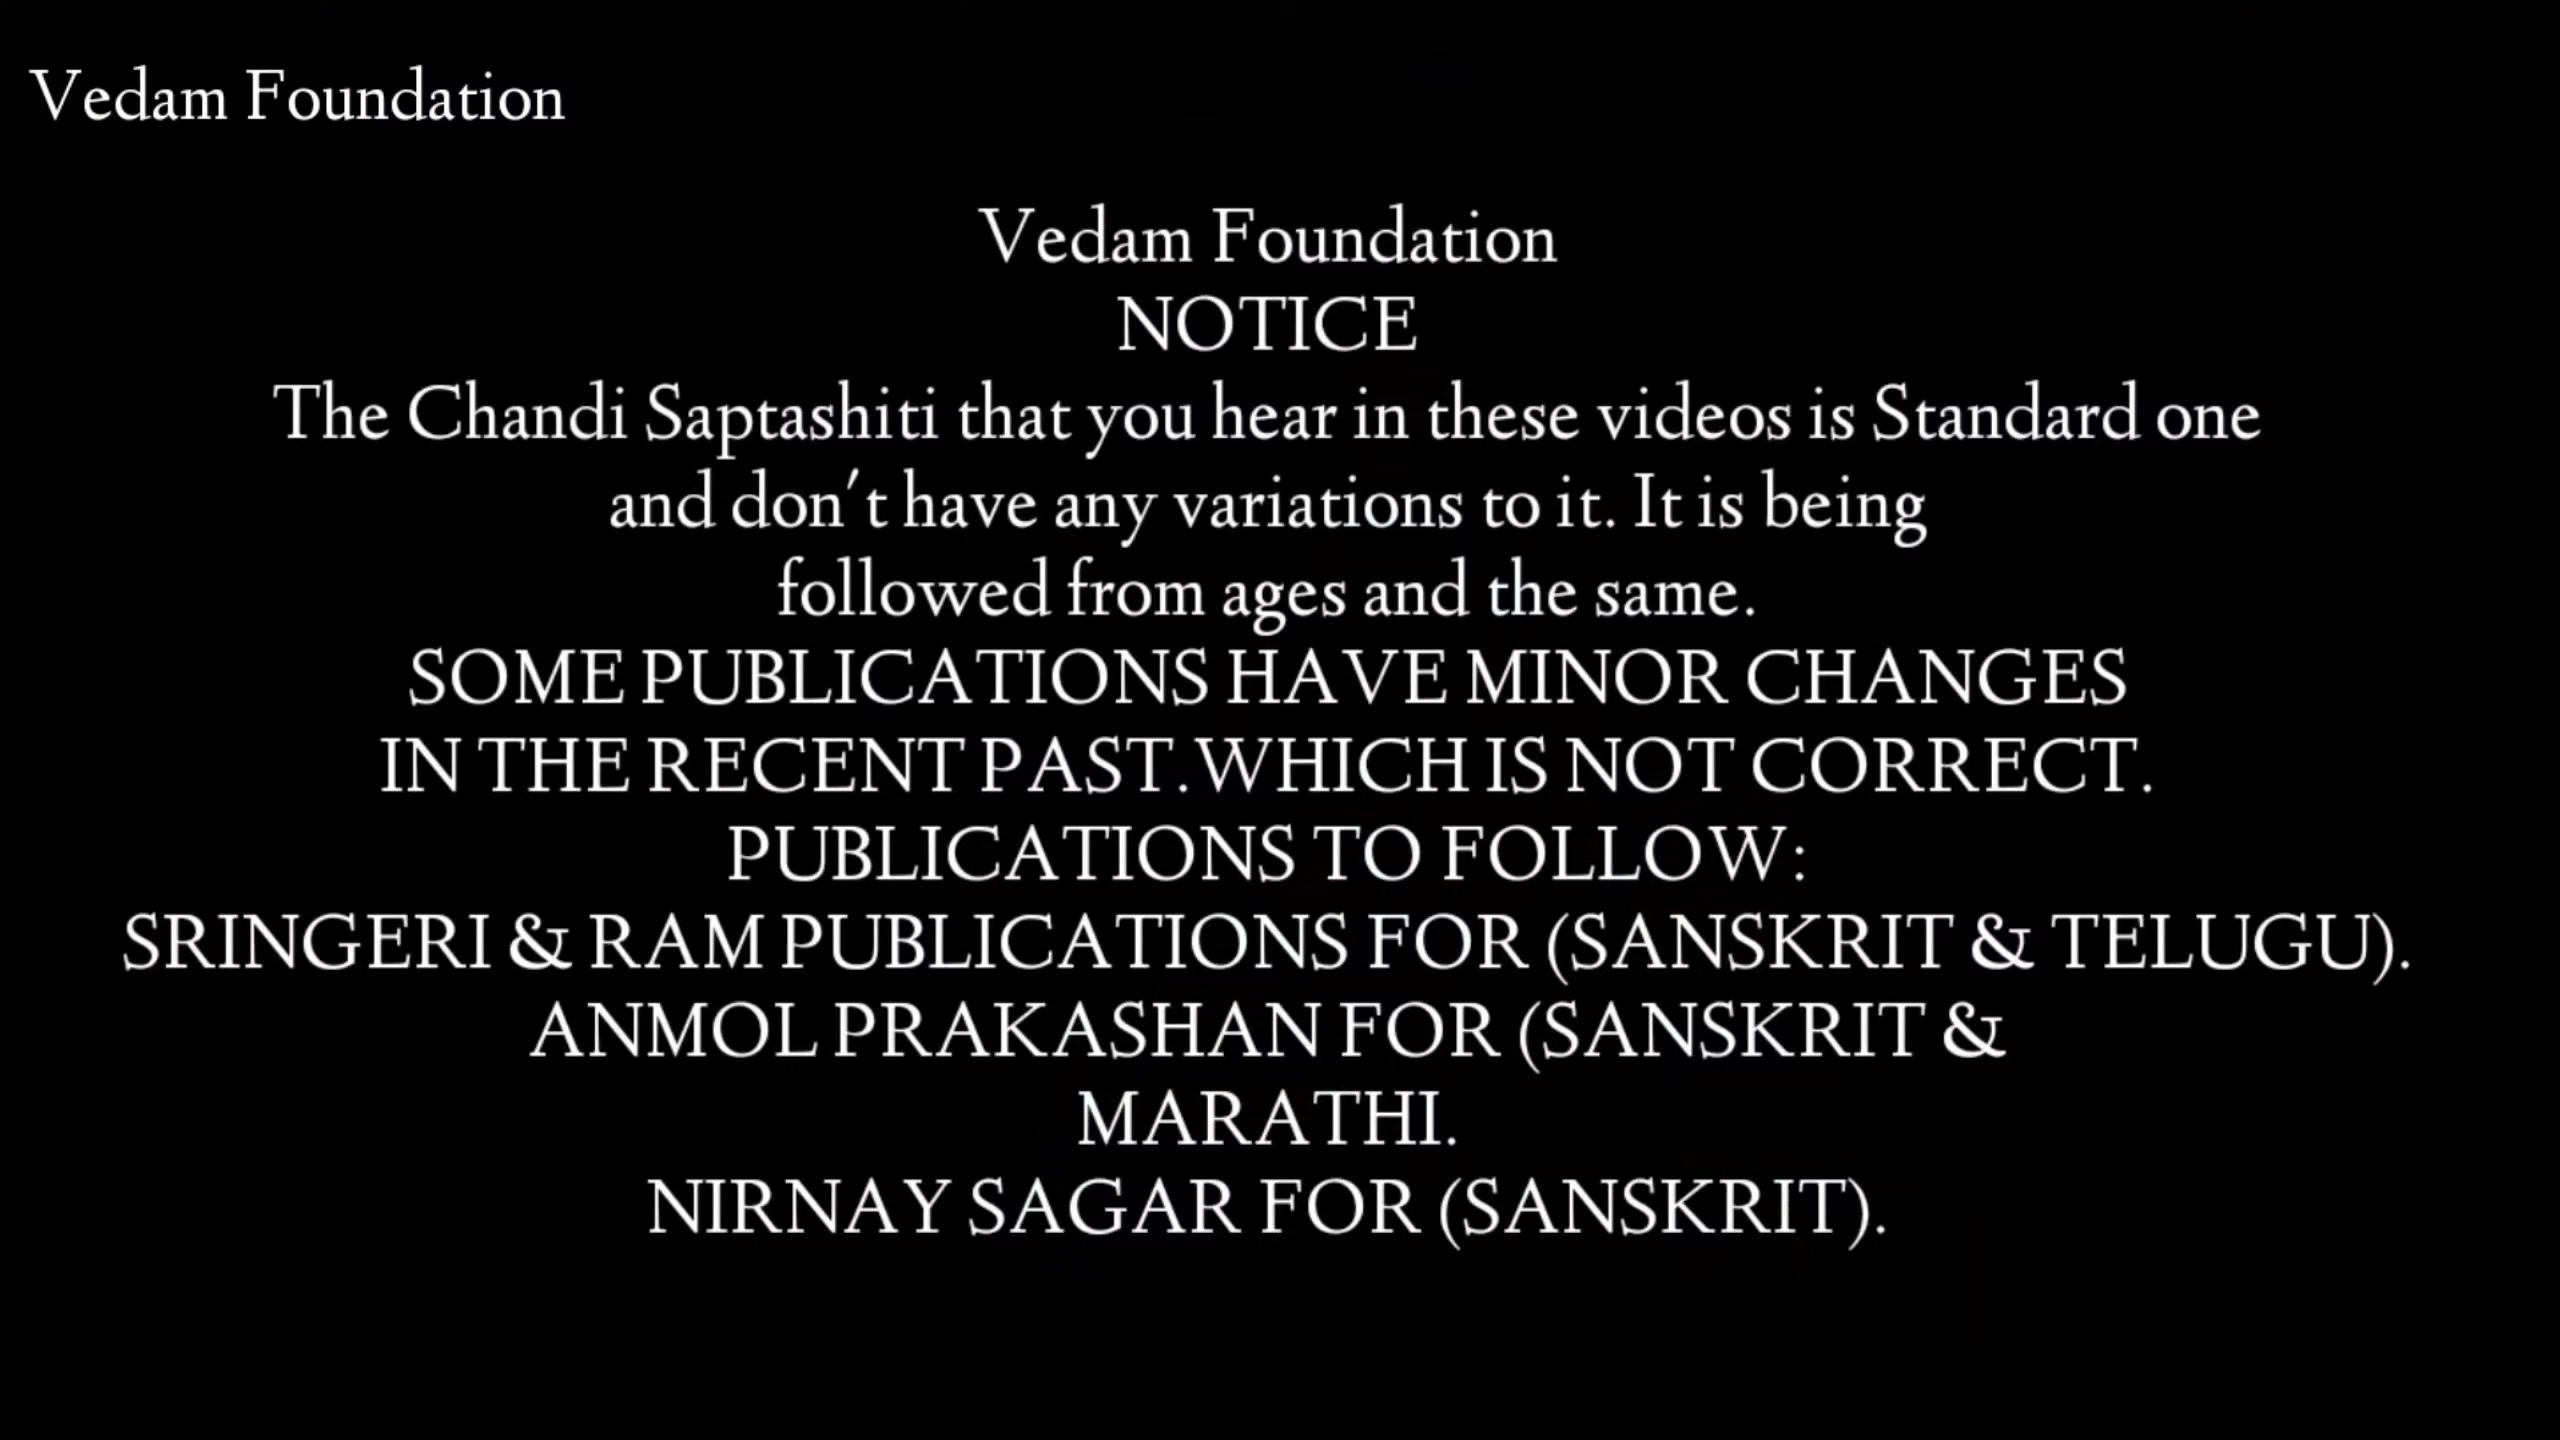 Vedam Foundation
Vedam Foundation
NOTICE
The Chandi Saptashiti that you hear in these videos is Standard one
and don't have any variations to it. It is being
followed from ages and the same.
SOME PUBLICATIONS HAVE MINOR CHANGES
IN THE RECENT PAST.WHICH IS NOT CORRECT.
PUBLICATIONS TO FOLLOW:
SRINGERI & RAM PUBLICATIONS FOR (SANSKRIT & TELUGU).
ANMOL PRAKASHAN FOR (SANSKRIT &
MARATHI.
NIRNAY SAGAR FOR (SANSKRIT).